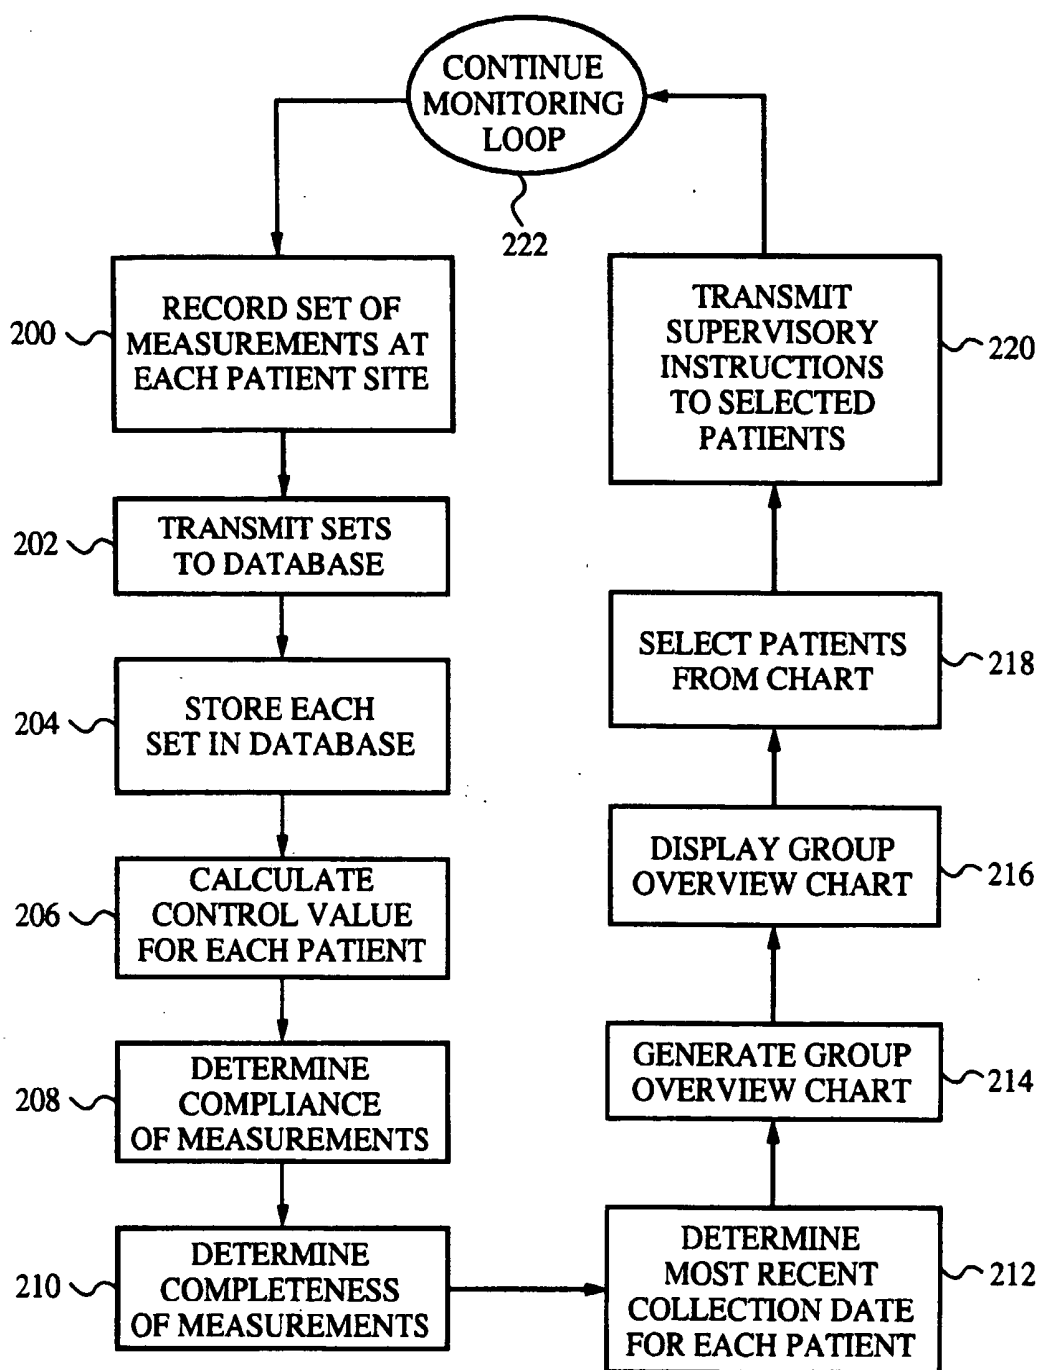 CONTINUE
MONITORING
LOOP
222
200
RECORD SET OF
MEASUREMENTS AT
EACH PATIENT SITE
202
TRANSMIT SETS
TO DATABASE
204
STORE EACH
SET IN DATABASE
206
CALCULATE
CONTROL VALUE
FOR EACH PATIENT
208
DETERMINE
COMPLIANCE
OF MEASUREMENTS
210
DETERMINE
COMPLETENESS
OF MEASUREMENTS
DETERMINE
MOST RECENT
COLLECTION DATE
FOR EACH PATIENT
212
GENERATE GROUP
OVERVIEW CHART
214
DISPLAY GROUP
OVERVIEW CHART
216
SELECT PATIENTS
FROM CHART
218
TRANSMIT
SUPERVISORY
INSTRUCTIONS
TO SELECTED
PATIENTS
220